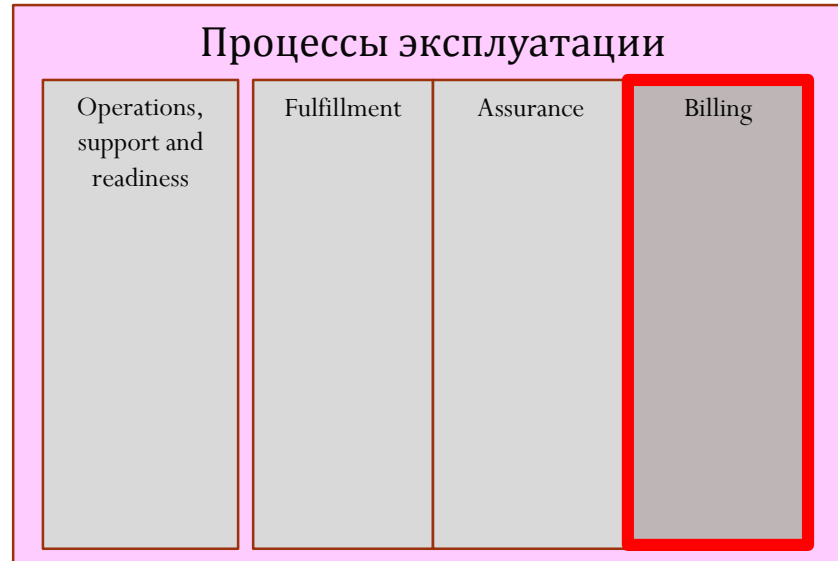 Процессы эксплуатации
Operations,
support and
readiness
Fulfillment
Assurance
Billing